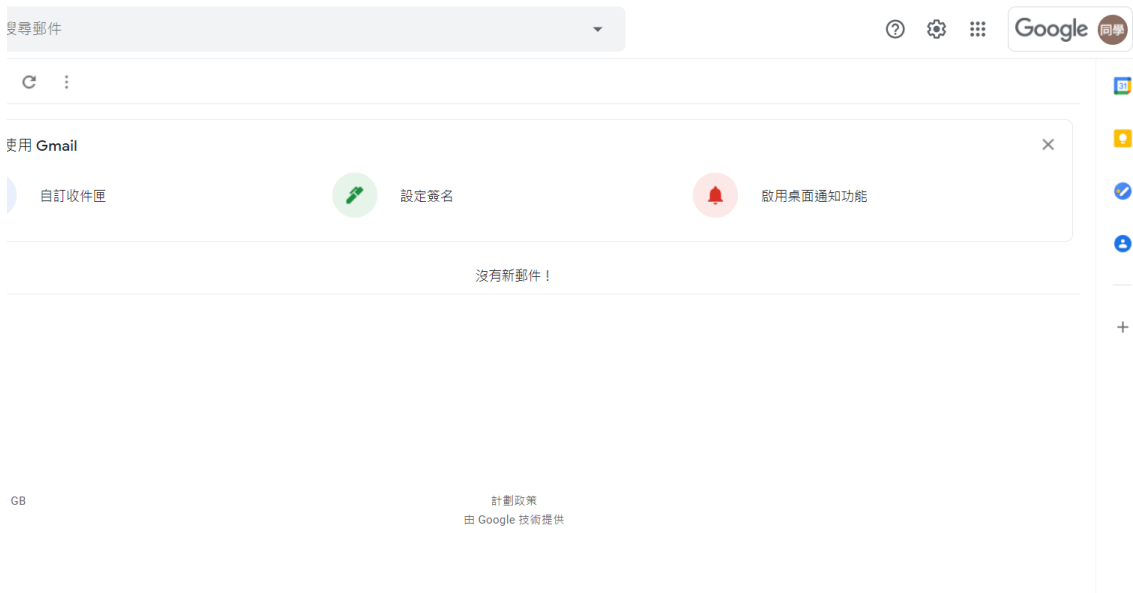 搜尋郵件
Google 同學
31
使用 Gmail
自訂收件匣
設定簽名
啟用桌面通知功能
沒有新郵件！
GB
計劃政策
由 Google 技術提供